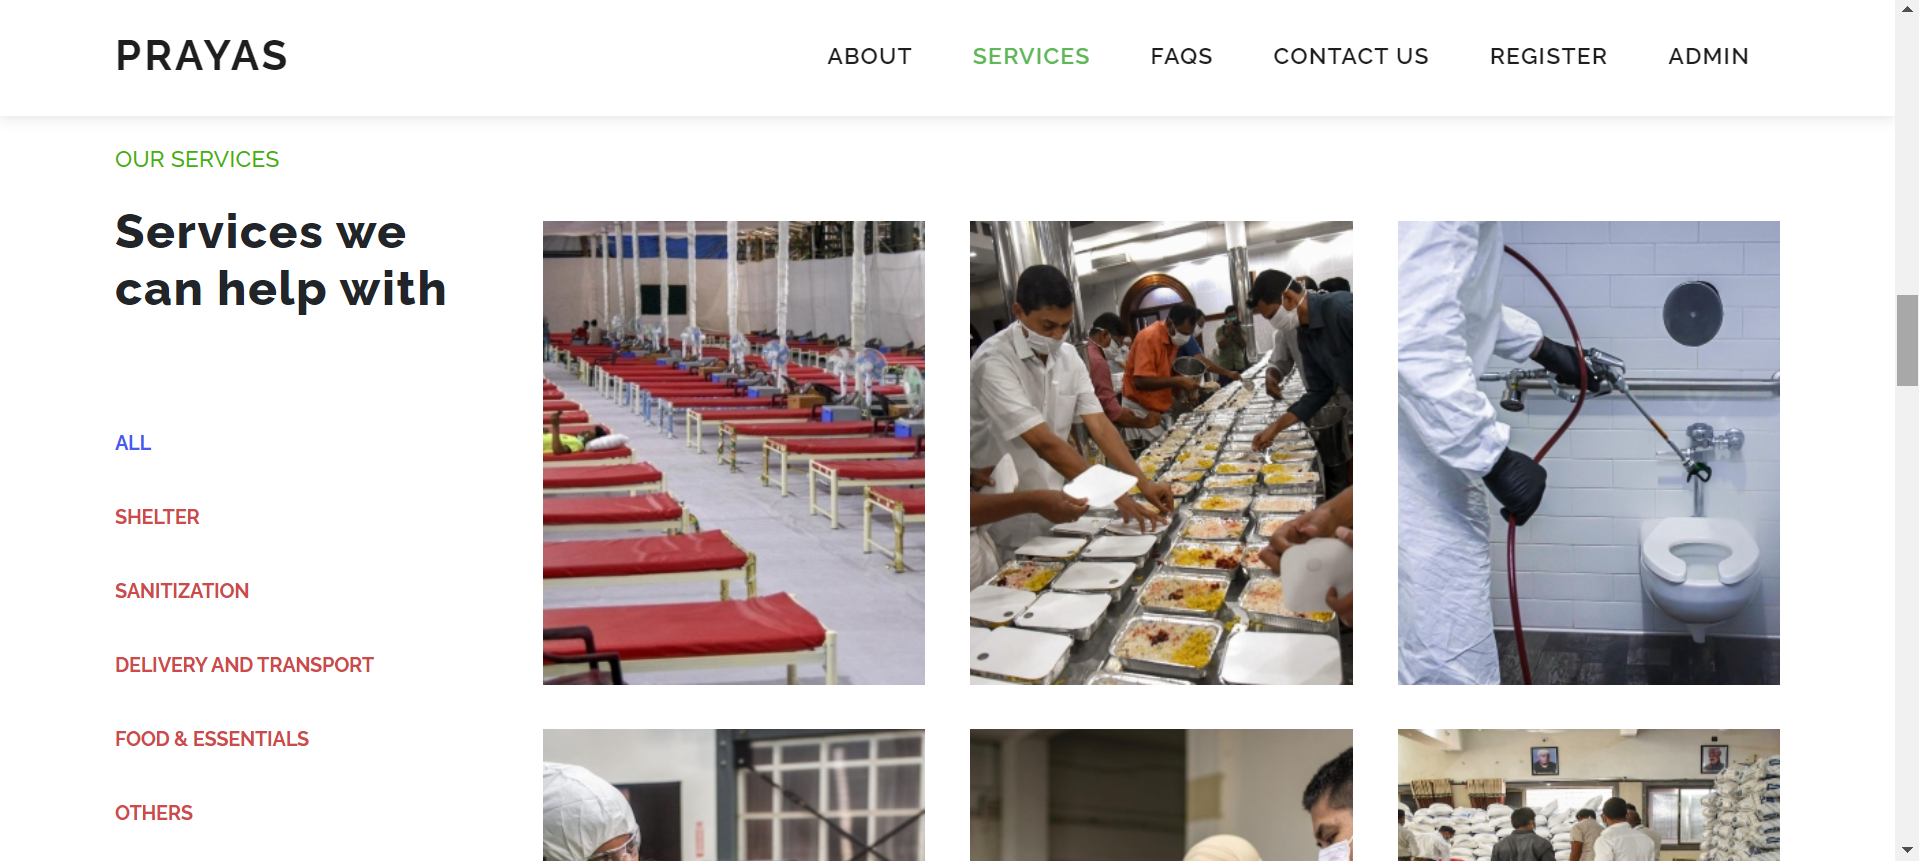 PRAYAS
ABOUT SERVICES FAQS CONTACT US REGISTER ADMIN
OUR SERVICES
Services we
can help with
ALL
SHELTER
SANITIZATION
DELIVERY AND TRANSPORT
FOOD & ESSENTIALS
OTHERS